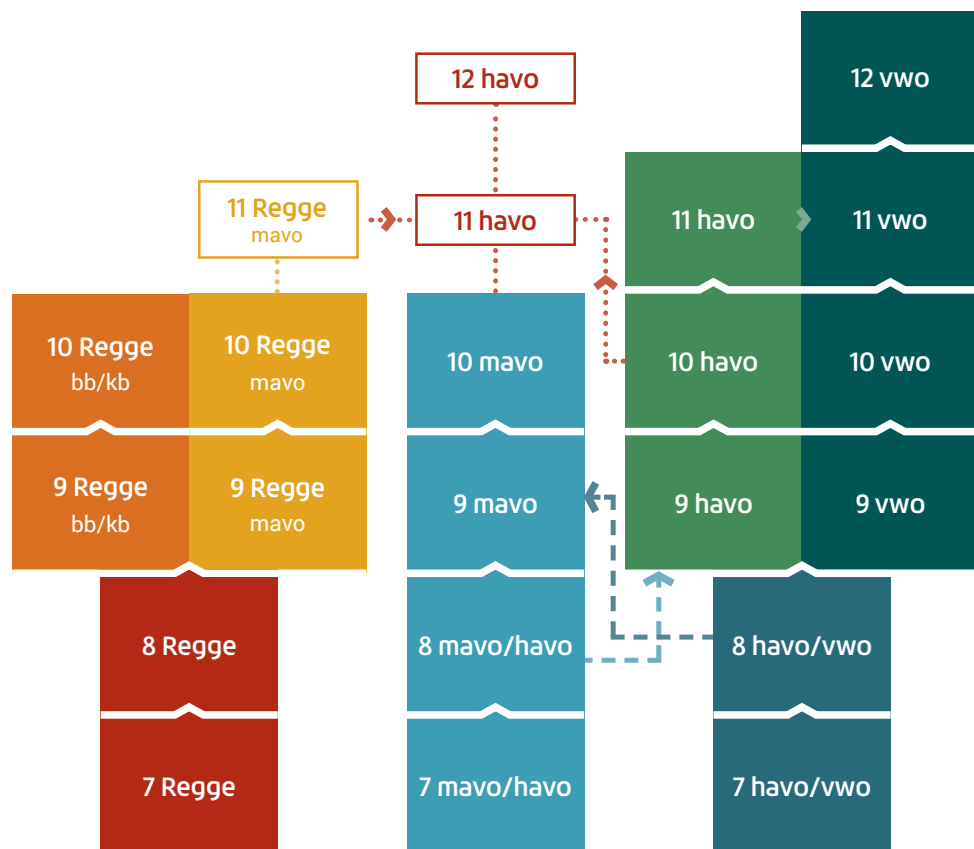 12 havo
12 vwo
11 Regge
mavo
11 havo
11 havo
11 vwo
10 Regge
bb/kb
10 Regge
mavo
10 mavo
10 havo
10 vwo
9 Regge
bb/kb
9 Regge
mavo
9 mavo
9 havo
9 vwo
8 Regge
8 mavo/havo
8 havo/vwo
7 Regge
7 mavo/havo
7 havo/vwo